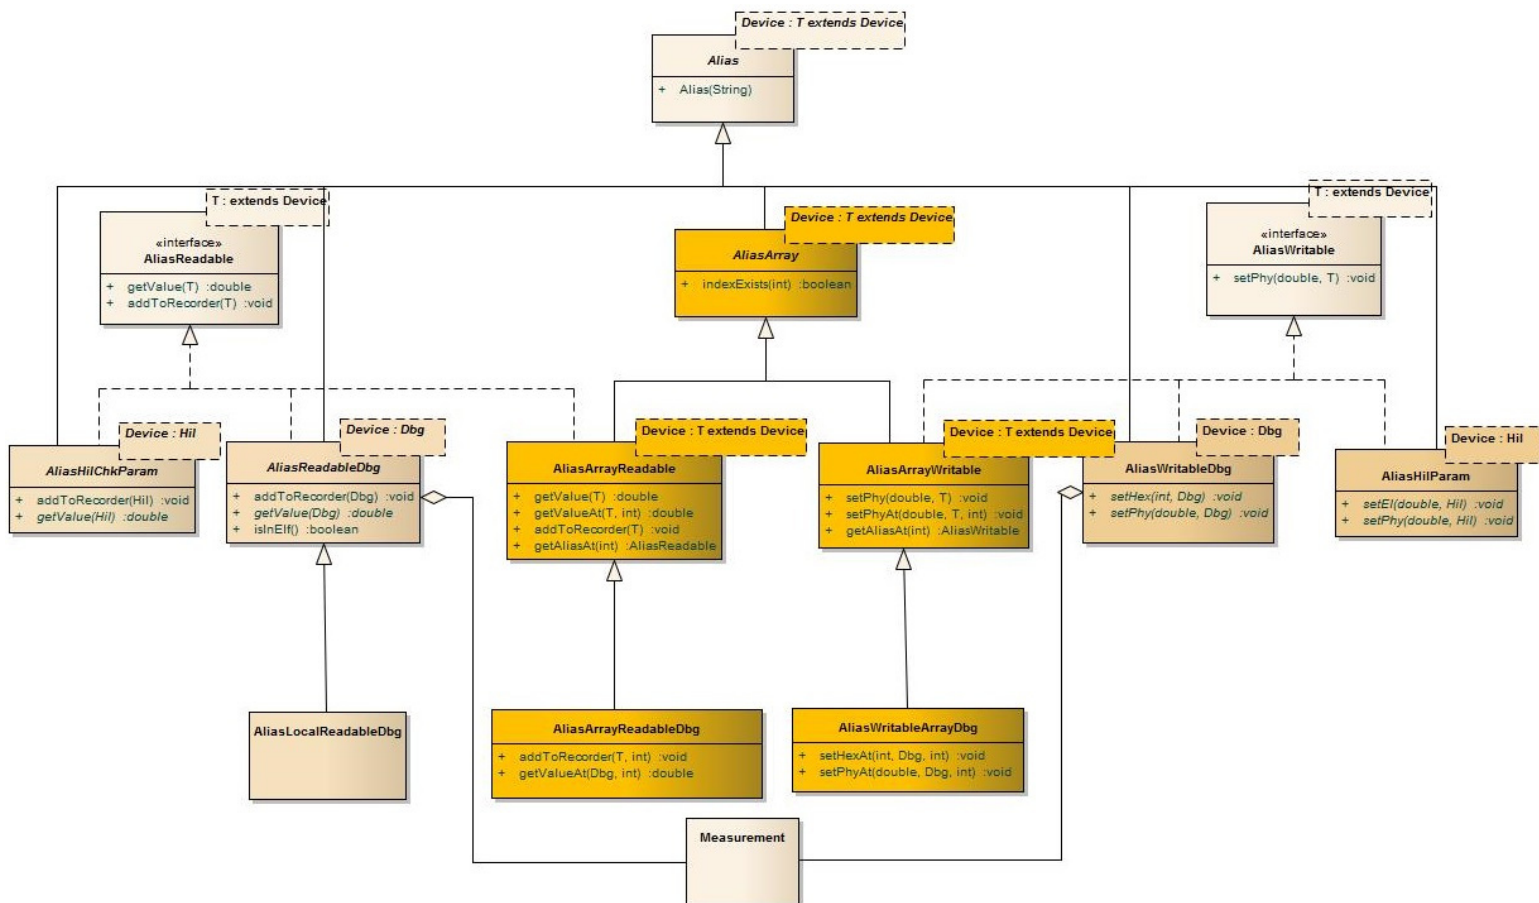 Device : T extends Device
Alias
+ Alias(String)
T : extends Device
«interface»
AliasReadable
+ getValue(T) :double
+ addToRecorder(T) :void
Device : T extends Device
AliasArray
+ indexExists(int) :boolean
T : extends Device
«interface»
AliasWritable
+ setPhy(double, T) :void
Device : Hil
AliasHilChkParam
+ addToRecorder(Hil) :void
+ getValue(Hil) :double
Device : Dbg
AliasReadableDbg
+ addToRecorder(Dbg) :void
+ getValue(Dbg) :double
+ isInElf() :boolean
Device : T extends Device
AliasArrayReadable
+ getValue(T) :double
+ getValueAt(T, int) :double
+ addToRecorder(T) :void
+ getAliasAt(int) :AliasReadable
Device : T extends Device
AliasArrayWritable
+ setPhy(double, T) :void
+ setPhyAt(double, T, int) :void
+ getAliasAt(int) :AliasWritable
Device : Dbg
AliasWritableDbg
+ setHex(int, Dbg) :void
+ setPhy(double, Dbg) :void
Device : Hil
AliasHilParam
+ setEl(double, Hil) :void
+ setPhy(double, Hil) :void
AliasLocalReadableDbg
AliasArrayReadableDbg
+ addToRecorder(T, int) :void
+ getValueAt(Dbg, int) :double
AliasWritableArrayDbg
+ setHexAt(int, Dbg, int) :void
+ setPhyAt(double, Dbg, int) :void
Measurement